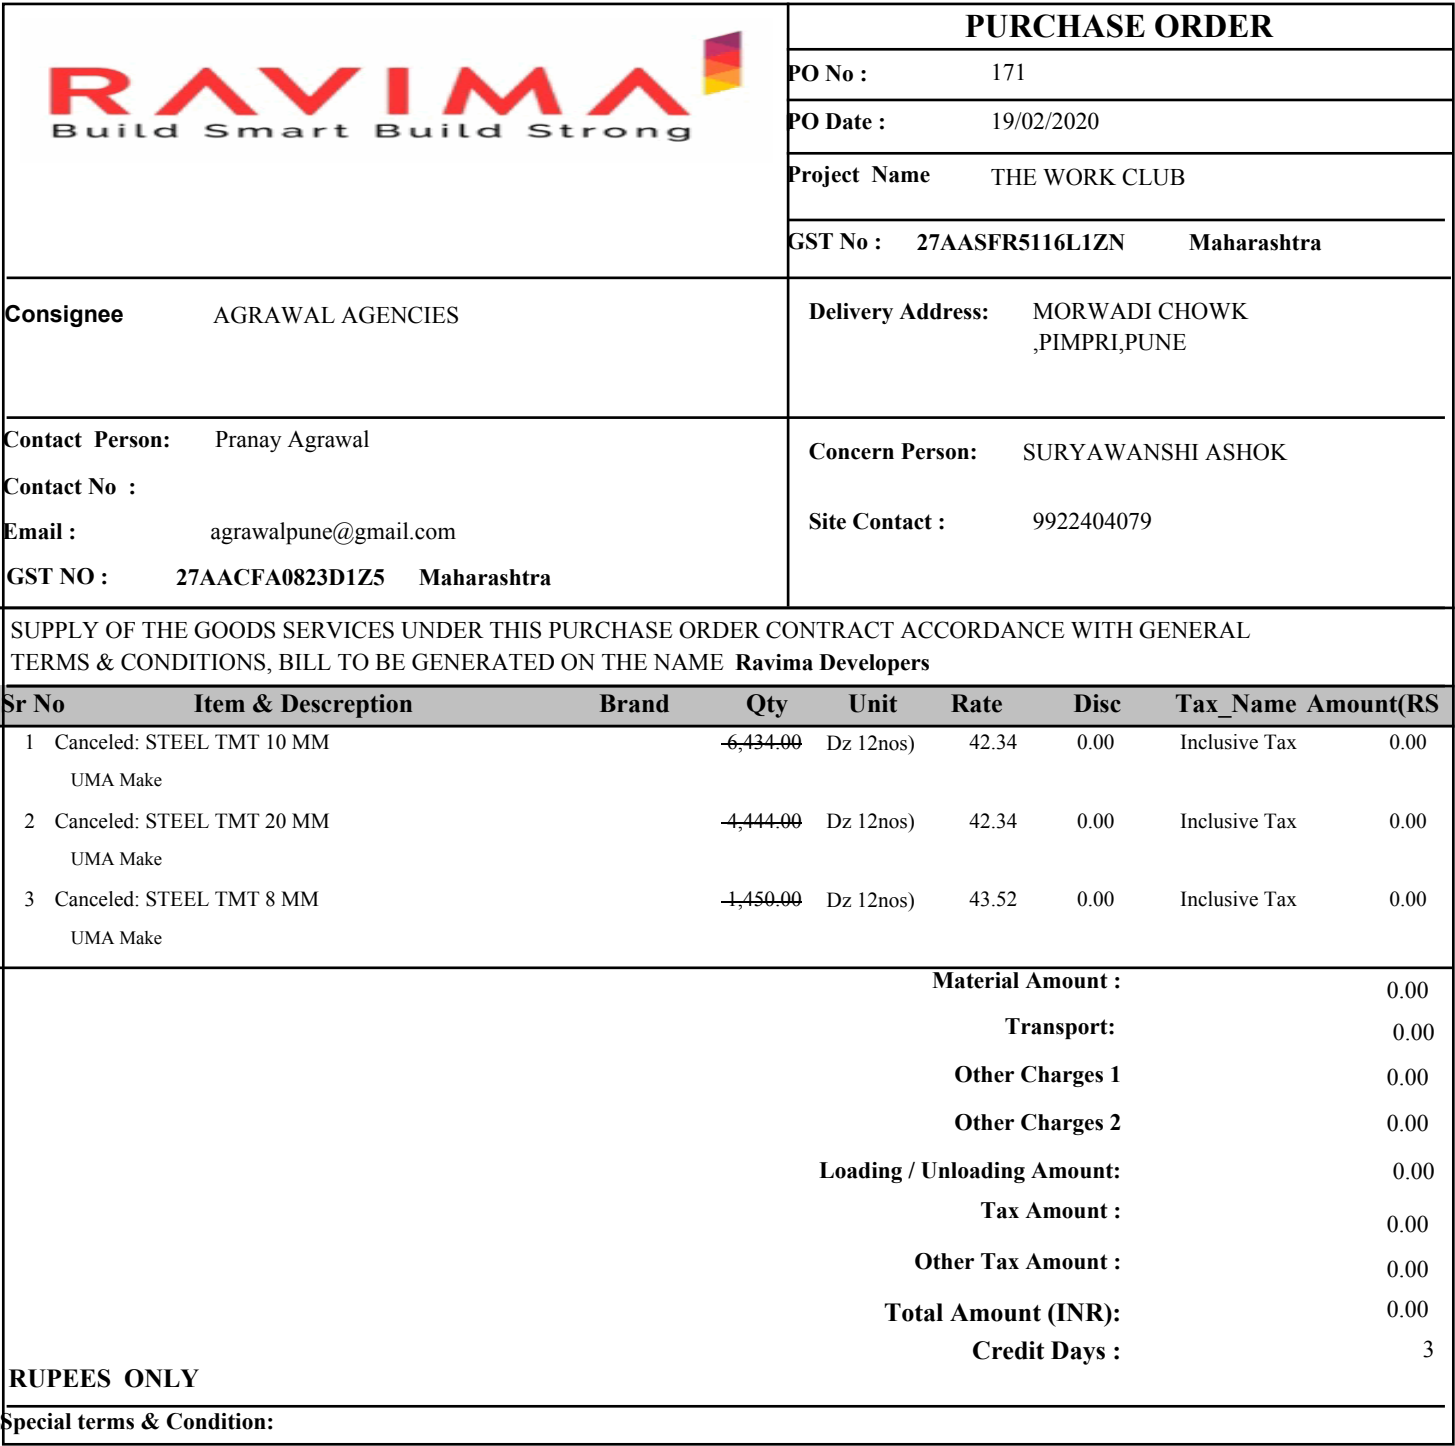 RAVIMA
Build Smart Build Strong
PURCHASE ORDER
PO No : 171
PO Date : 19/02/2020
Project Name THE WORK CLUB
GST No : 27AASFR5116L1ZN Maharashtra
Consignee AGRAWAL AGENCIES
Delivery Address: MORWADI CHOWK
,PIMPRI,PUNE
Contact Person: Pranay Agrawal
Contact No :
Email : agrawalpune@gmail.com
GST NO : 27AACFA0823D1Z5 Maharashtra
Concern Person: SURYAWANSHI ASHOK
Site Contact : 9922404079
SUPPLY OF THE GOODS SERVICES UNDER THIS PURCHASE ORDER CONTRACT ACCORDANCE WITH GENERAL
TERMS & CONDITIONS, BILL TO BE GENERATED ON THE NAME Ravima Developers
Sr No Item & Descreption Brand Qty Unit Rate Disc Tax_Name Amount(RS
1 Canceled: STEEL TMT 10 MM 6,434.00 Dz 12nos) 42.34 0.00 Inclusive Tax 0.00
UMA Make
2 Canceled: STEEL TMT 20 MM 4,444.00 Dz 12nos) 42.34 0.00 Inclusive Tax 0.00
UMA Make
3 Canceled: STEEL TMT 8 MM 1,450.00 Dz 12nos) 43.52 0.00 Inclusive Tax 0.00
UMA Make
Material Amount : 0.00
Transport: 0.00
Other Charges 1 0.00
Other Charges 2 0.00
Loading / Unloading Amount: 0.00
Tax Amount : 0.00
Other Tax Amount : 0.00
Total Amount (INR): 0.00
Credit Days : 3
RUPEES ONLY
Special terms & Condition: